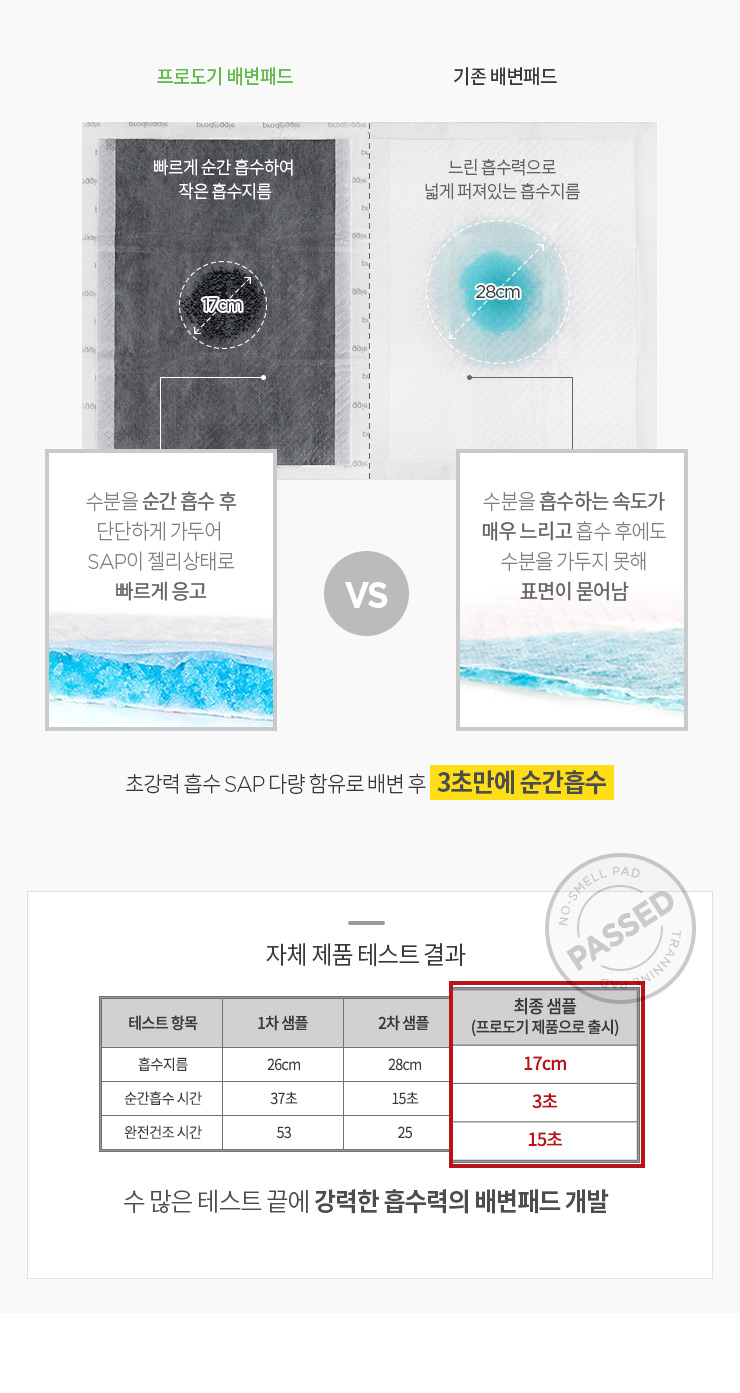 프로도기 배변패드
기존 배변패드
빠르게 순간 흡수하여
작은 흡수지름
느린 흡수력으로
넓게 퍼져있는 흡수지름
17cm
28cm
수분을 순간 흡수 후
단단하게 가두어
SAP이 젤리상태로
빠르게 응고
VS
수분을 흡수하는 속도가
매우 느리고 흡수 후에도
수분을 가두지 못해
표면이 묻어남
초강력 흡수 SAP 다량 함유로 배변 후 3초만에 순간흡수
NO-SMELL PAD
PASSED
TRANNINE PAD
자체 제품 테스트 결과
테스트 항목 1차 샘플 2차 샘플 최종 샘플
(프로도기 제품으로 출시)
흡수지름 26cm 28cm 17cm
순간흡수 시간 37초 15초 3초
완전건조 시간 53 25 15초
수 많은 테스트 끝에 강력한 흡수력의 배변패드 개발